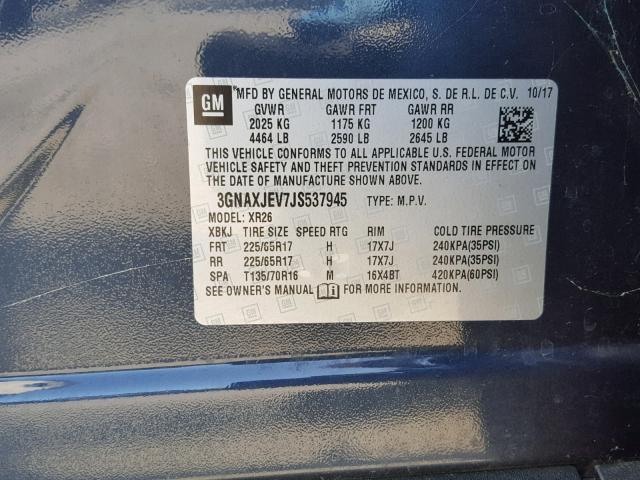 GM *MFD BY GENERAL MOTORS DE MEXICO, S. DE R.L. DE C.V. 10/17
GVWR GAWR FRT GAWR RR
2025 KG 1175 KG 1200 KG
4464 LB 2590 LB 2645 LB
THIS VEHICLE CONFORMS TO ALL APPLICABLE U.S. FEDERAL MOTOR
VEHICLE SAFETY AND THEFT PREVENTION STANDARDS IN EFFECT
ON THE DATE OF MANUFACTURE SHOWN ABOVE.
3GNAXJEV7JS537945 TYPE: M.P.V.
MODEL: XR26
XBKJ TIRE SIZE SPEED RTG RIM COLD TIRE PRESSURE
FRT 225/65R17 H 17X7J 240KPA(35PSI)
RR 225/65R17 H 17X7J 240KPA(35PSI)
SPA T135/70R16 M 16X4BT 420KPA(60PSI)
SEE OWNER'S MANUAL FOR MORE INFORMATION.